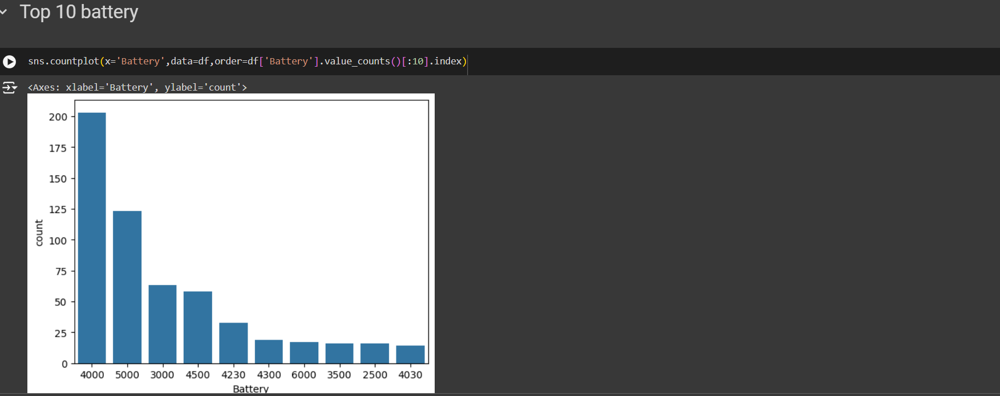 Top 10 battery
sns.countplot(x='Battery',data=df,order=df['Battery'].value_counts()[:10].index)
<Axes: xlabel='Battery', ylabel='count'>
200
175
150
125
100
75
50
25
0
count
4000 5000 3000 4500 4230 4300 6000 3500 2500 4030
Battery